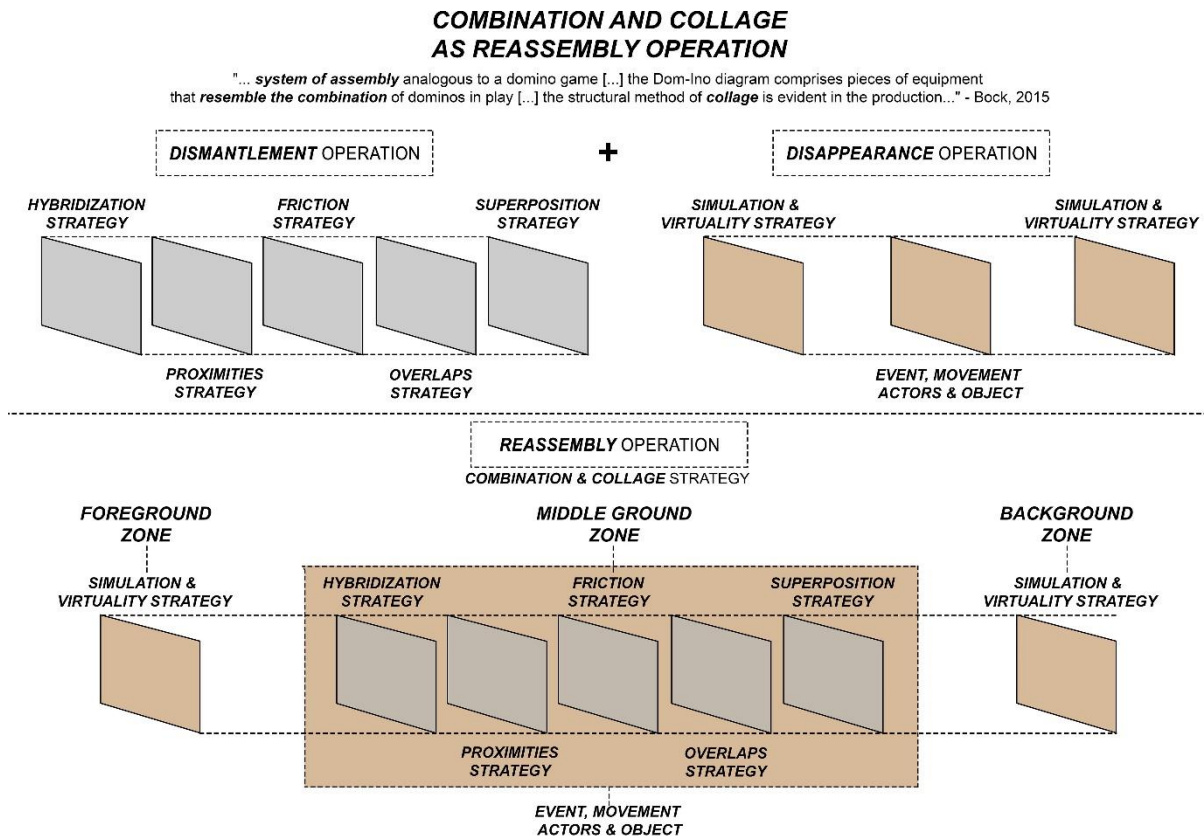 COMBINATION AND COLLAGE
AS REASSEMBLY OPERATION
"... system of assembly analogous to a domino game [...] the Dom-Ino diagram comprises pieces of equipment
that resemble the combination of dominos in play [...] the structural method of collage is evident in the production..." - Bock, 2015
DISMANTLEMENT OPERATION
+
DISAPPEARANCE OPERATION
HYBRIDIZATION
STRATEGY
FRICTION
STRATEGY
SUPERPOSITION
STRATEGY
SIMULATION &
VIRTUALITY STRATEGY
SIMULATION &
VIRTUALITY STRATEGY
PROXIMITIES
STRATEGY
OVERLAPS
STRATEGY
EVENT, MOVEMENT
ACTORS & OBJECT
REASSEMBLY OPERATION
COMBINATION & COLLAGE STRATEGY
FOREGROUND
ZONE
MIDDLE GROUND
ZONE
BACKGROUND
ZONE
SIMULATION &
VIRTUALITY STRATEGY
HYBRIDIZATION
STRATEGY
FRICTION
STRATEGY
SUPERPOSITION
STRATEGY
SIMULATION &
VIRTUALITY STRATEGY
PROXIMITIES
STRATEGY
OVERLAPS
STRATEGY
EVENT, MOVEMENT
ACTORS & OBJECT